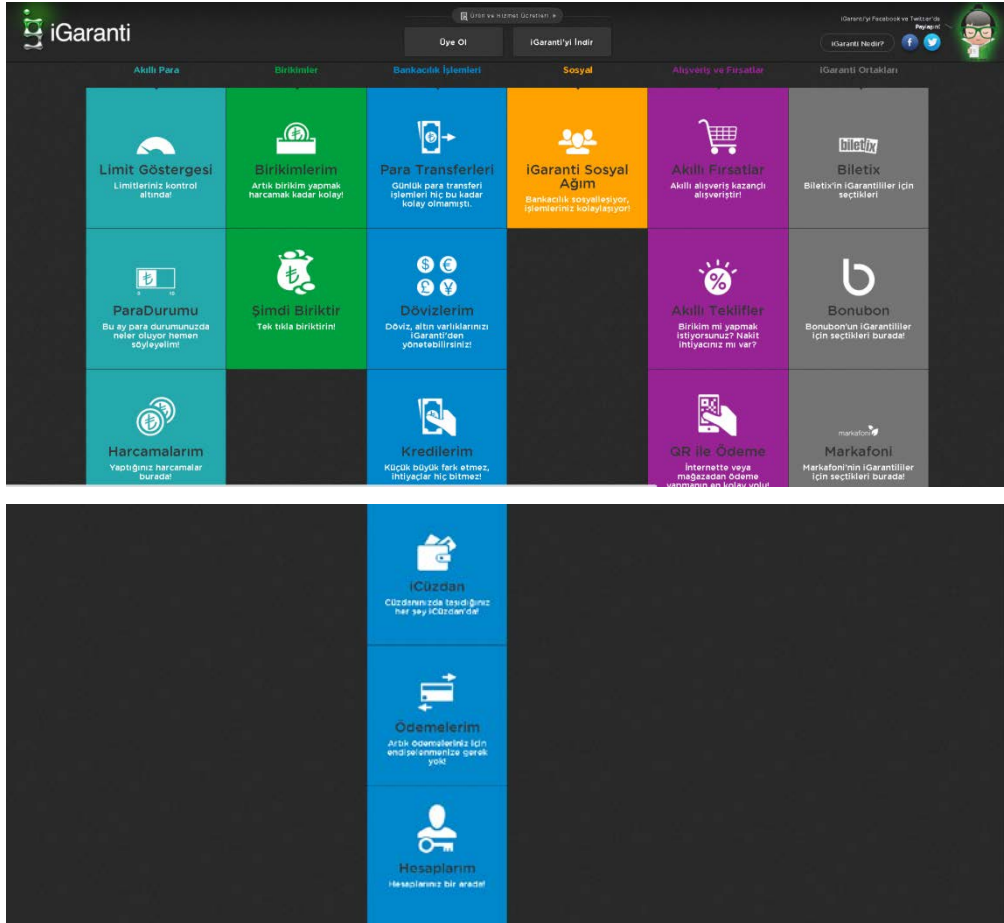 iGaranti
Ürün ve Hizmet Ücretleri
Üye Ol
iGaranti'yi İndir
iGaranti'yi Facebook ve Twitter'da
Paylaşın!
iGaranti Nedir?
Akıllı Para
Birikimler
Bankacılık İşlemleri
Sosyal
Alışveriş ve Fırsatlar
iGaranti Ortakları
Limit Göstergesi
Limitleriniz kontrol
altında!
Birikimlerim
Artık birikim yapmak
harcamak kadar kolay!
Para Transferleri
Günlük para transferi
işlemleri hiç bu kadar
kolay olmamıştı.
iGaranti Sosyal
Ağım
Bankacılık sosyalleşiyor,
işlemleriniz kolaylaşıyor!
Akıllı Fırsatlar
Akıllı alışveriş kazançlı
alışveriştir!
biletix
Biletix
Biletix'in iGarantililer için
seçtikleri
ParaDurumu
Bu ay para durumunuzda
neler oluyor hemen
söyleyelim!
Şimdi Biriktir
Tek tıkla biriktirin!
Dövizlerim
Döviz, altın varlıklarınızı
iGaranti'den
yönetebilirsiniz!
Akıllı Teklifler
Birikim mi yapmak
istiyorsunuz? Nakit
ihtiyacınız mı var?
Bonubon
Bonubon'un iGarantililer
için seçtikleri burada!
Harcamalarım
Yaptığınız harcamalar
burada!
Kredilerim
Küçük büyük fark etmez,
ihtiyaçlar hiç bitmez!
QR ile Ödeme
İnternette veya
mağazadan ödeme
yapmanın en kolay yolu!
markafoni
Markafoni
Markafoni'nin iGarantililer
için seçtikleri burada!
iCüzdan
Cüzdanınızda taşıdığınız
her şey iCüzdan'da!
Ödemelerim
Artık ödemeleriniz için
endişelenmenize gerek
yok!
Hesaplarım
Hesaplarınız bir arada!